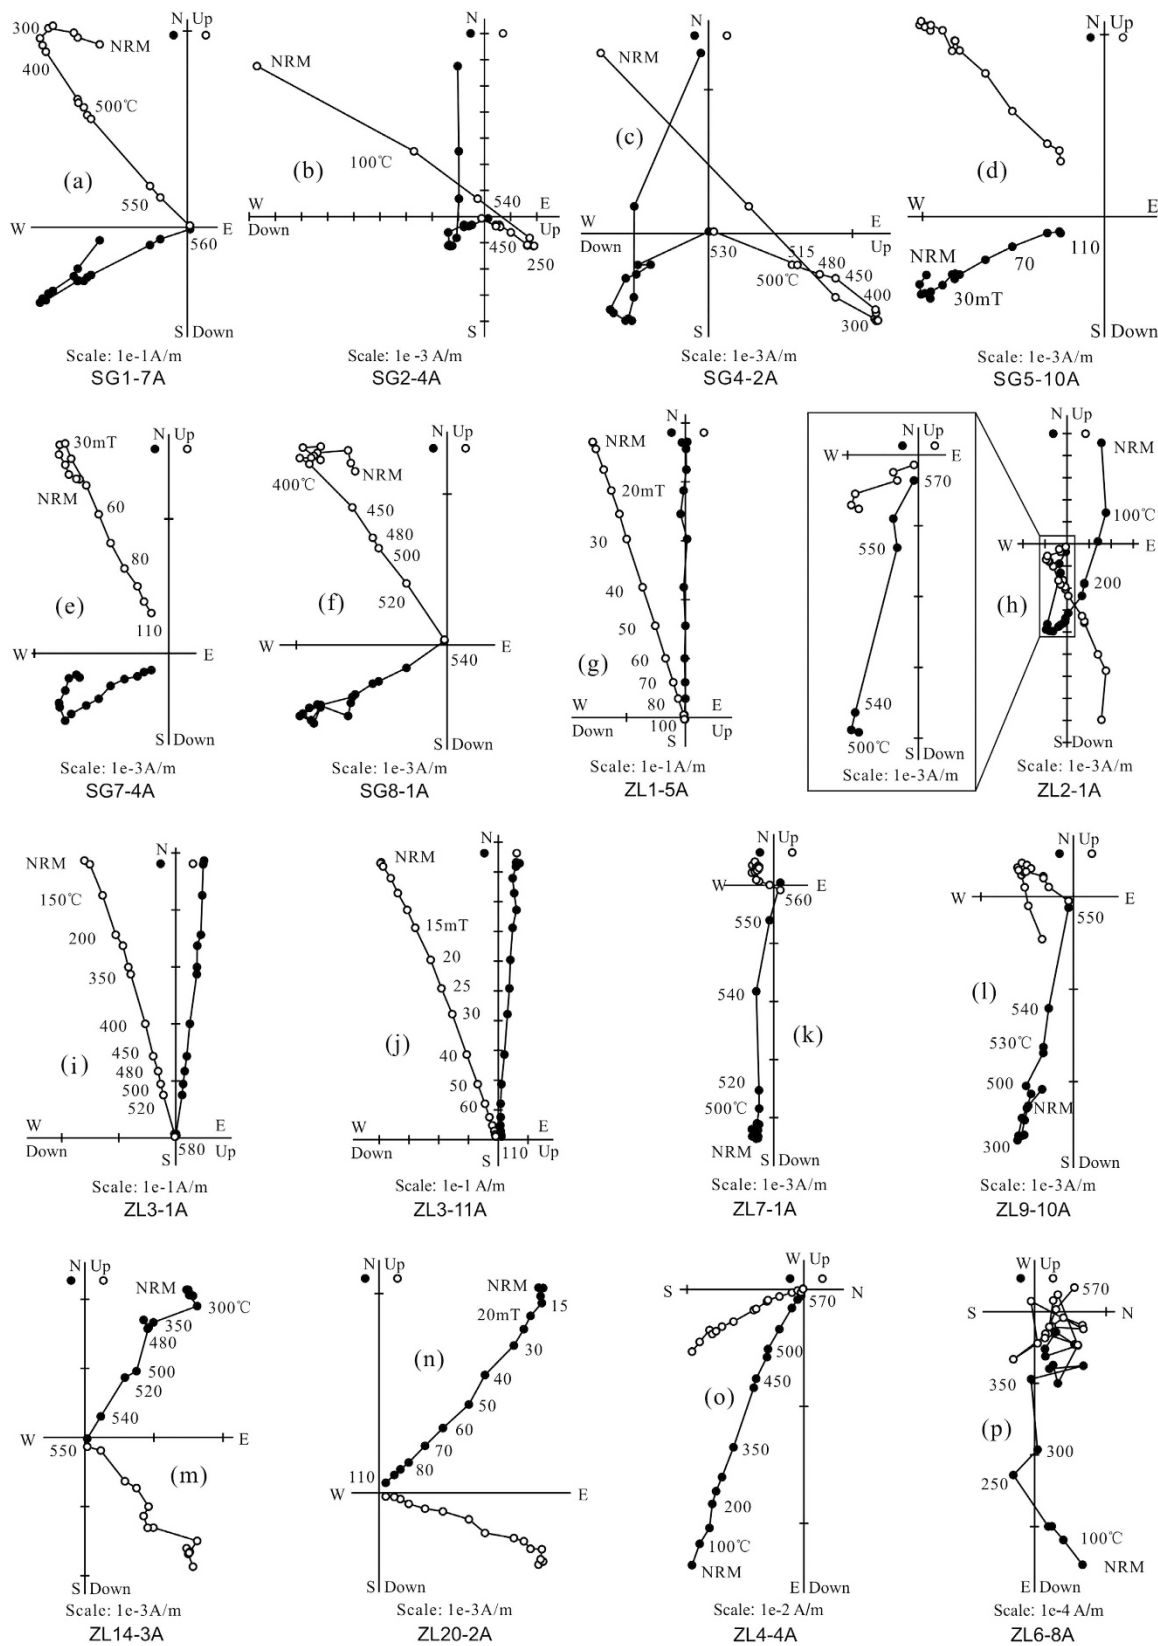 N Up
300
NRM
400
500℃
(a)
550
W
E
560
S Down
Scale: 1e-1A/m
SG1-7A
N
NRM
100℃
(b)
540
W
E
Down
Up
450
250
S
Scale: 1e -3 A/m
SG2-4A
N
NRM
(c)
W
E
Down
Up
530
515
500℃
480
450
400
300
S
Scale: 1e-3A/m
SG4-2A
N Up
(d)
W
E
NRM
70
110
30mT
S Down
Scale: 1e-3A/m
SG5-10A
N Up
30mT
NRM
60
80
(e)
110
W
E
S Down
Scale: 1e-3A/m
SG7-4A
N Up
NRM
400℃
450
480
500
520
(f)
W
E
540
S Down
Scale: 1e-3A/m
SG8-1A
N
NRM
20mT
30
40
50
60
(g)
70
80
W
E
100
Down
S
Up
Scale: 1e-1A/m
ZL1-5A
N Up
W
E
570
550
540
500℃
S Down
Scale: 1e-3A/m
N Up
NRM
100℃
W
E
200
(h)
S Down
Scale: 1e-3A/m
ZL2-1A
N
NRM
150℃
200
350
400
450
(i)
480
500
520
W
E
Down
580
Up
S
Scale: 1e-1A/m
ZL3-1A
N
NRM
15mT
20
25
30
(j)
40
50
60
W
E
Down
110
Up
S
Scale: 1e-1 A/m
ZL3-11A
N Up
W
E
560
550
540
(k)
520
500℃
NRM
S Down
Scale: 1e-3A/m
ZL7-1A
N Up
W
E
550
(l)
540
530℃
500
NRM
300
S Down
Scale: 1e-3A/m
ZL9-10A
N Up
NRM
300℃
350
480
500
520
540
W
E
550
(m)
S Down
Scale: 1e-3A/m
ZL14-3A
N Up
NRM
20mT
15
30
(n)
40
50
60
70
80
110
W
E
S Down
Scale: 1e-3A/m
ZL20-2A
W Up
S
N
570
500
450
(o)
350
200
100℃
NRM
E Down
Scale: 1e-2 A/m
ZL4-4A
W Up
570
S
N
350
(p)
300
250
100℃
NRM
E Down
Scale: 1e-4 A/m
ZL6-8A